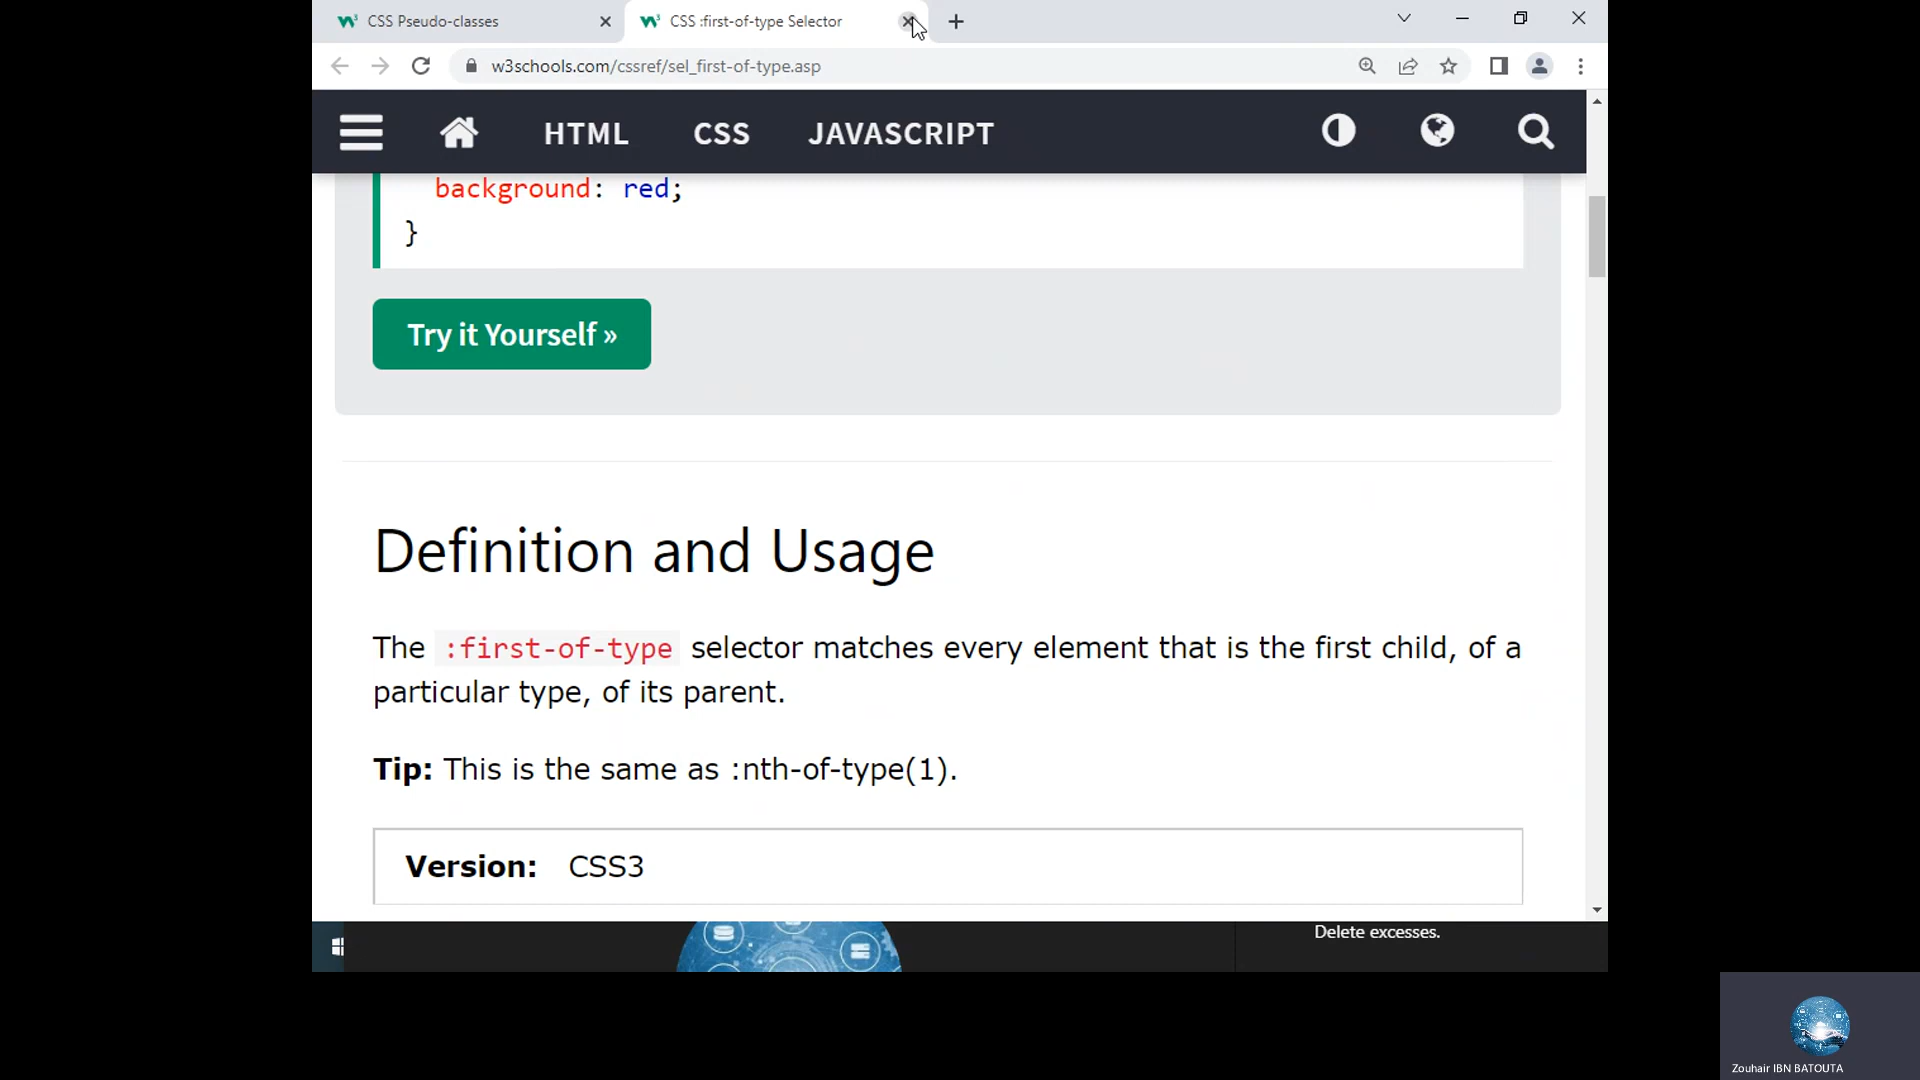 CSS Pseudo-classes
CSS :first-of-type Selector
w3schools.com/cssref/sel_first-of-type.asp
HTML CSS JAVASCRIPT
background: red;
}
Try it Yourself »
Definition and Usage
The :first-of-type selector matches every element that is the first child, of a
particular type, of its parent.
Tip: This is the same as :nth-of-type(1).
Version: CSS3
Delete excesses.
Zouhair IBN BATOUTA